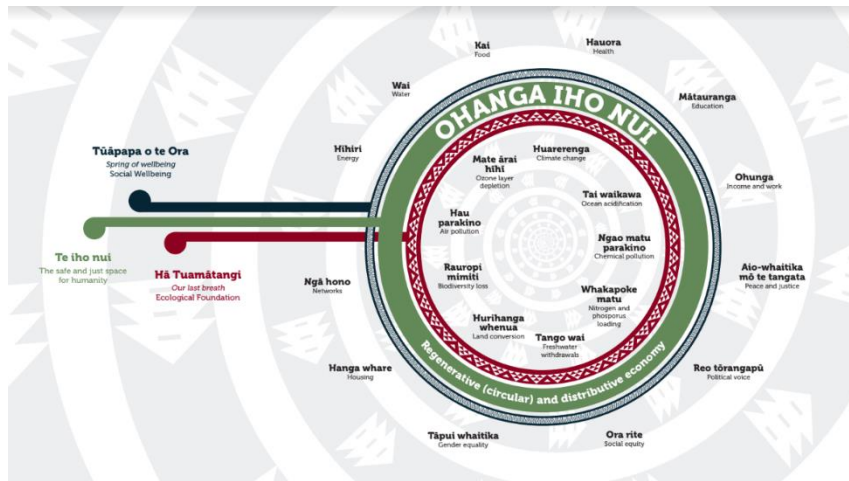 Kai
Food
Hauora
Health
Wai
Water
Mātauranga
Education
Hihiri
Energy
Ohunga
Income and work
Ngā hono
Networks
Aio-whaitika
mō te tangata
Peace and justice
Hanga whare
Housing
Reo tōrangapū
Political voice
Tāpui whaitika
Gender equality
Ora rite
Social equity
OHANGA IHO NUI
Regenerative (circular) and distributive economy
Mate ārai
hihī
Ozone layer
depletion
Huarerenga
Climate change
Tai waikawa
Ocean acidification
Hau
parakino
Air pollution
Ngao matu
parakino
Chemical pollution
Rauropi
mimiti
Biodiversity loss
Whakapoke
matu
Nitrogen and
phosporus
loading
Hurihanga
whenua
Land conversion
Tango wai
Freshwater
withdrawals
Tūāpapa o te Ora
Spring of wellbeing
Social Wellbeing
Te iho nui
The safe and just space
for humanity
Hā Tuamātangi
Our last breath
Ecological Foundation